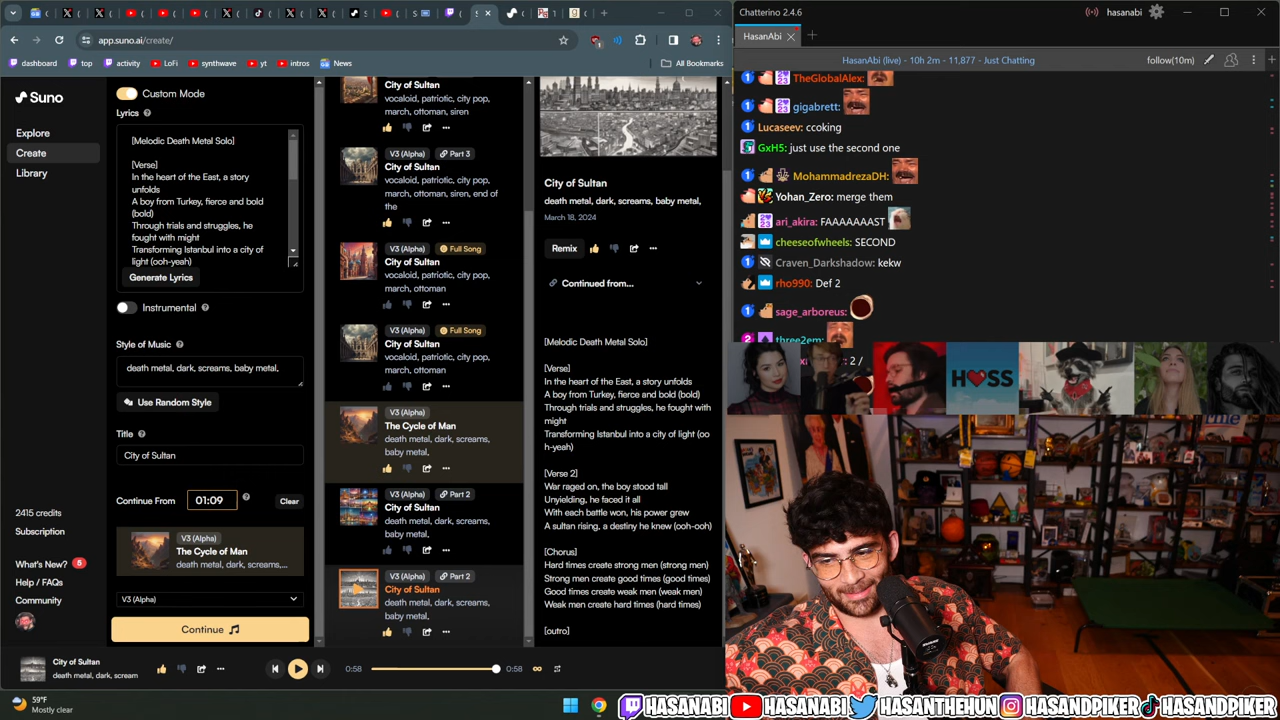 Chatterino 2.4.6
hasanabi
app.suno.ai/create/
HasanAbi
dashboard
top
activity
LoFi
synthwave
yt
intros
News
All Bookmarks
HasanAbi (live) - 10h 2m - 11,877 - Just Chatting
follow(10m)
Suno
Explore
Create
Library
2415 credits
Subscription
What's New?
5
Help / FAQs
Community
Custom Mode
Lyrics
[Melodic Death Metal Solo]
[Verse]
In the heart of the East, a story
unfolds
A boy from Turkey, fierce and bold
(bold)
Through trials and struggles, he
fought with might
Transforming Istanbul into a city of
light (ooh-yeah)
Generate Lyrics
Instrumental
Style of Music
death metal, dark, screams, baby metal,
Use Random Style
Title
City of Sultan
Continue From
01:09
Clear
V3 (Alpha)
The Cycle of Man
death metal, dark, screams,...
V3 (Alpha)
Continue
City of Sultan
vocaloid, patriotic, city pop,
march, ottoman, siren
V3 (Alpha)
Part 3
City of Sultan
vocaloid, patriotic, city pop,
march, ottoman, siren, end of
the
V3 (Alpha)
Full Song
City of Sultan
vocaloid, patriotic, city pop,
march, ottoman
V3 (Alpha)
Full Song
City of Sultan
vocaloid, patriotic, city pop,
march, ottoman
V3 (Alpha)
The Cycle of Man
death metal, dark, screams,
baby metal,
V3 (Alpha)
Part 2
City of Sultan
death metal, dark, screams,
baby metal,
V3 (Alpha)
Part 2
City of Sultan
death metal, dark, screams,
baby metal,
City of Sultan
death metal, dark, screams, baby metal,
March 18, 2024
Remix
Continued from...
[Melodic Death Metal Solo]
[Verse]
In the heart of the East, a story unfolds
A boy from Turkey, fierce and bold (bold)
Through trials and struggles, he fought with
might
Transforming Istanbul into a city of light (oo
h-yeah)
[Verse 2]
War raged on, the boy stood tall
Unyielding, he faced it all
With each battle won, his power grew
A sultan rising, a destiny he knew (ooh-ooh)
[Chorus]
Hard times create strong men (strong men)
Strong men create good times (good times)
Good times create weak men (weak men)
Weak men create hard times (hard times)
[outro]
TheGlobalAlex:
gigabrett:
Lucaseev: ccoking
GxH5: just use the second one
MohammadrezaDH:
Yohan_Zero: merge them
ari_akira: FAAAAAAAST
cheeseofwheels: SECOND
Craven_Darkshadow: kekw
rho990: Def 2
sage_arboreus:
three2em:
2 /
H♥SS
City of Sultan
death metal, dark, scream
0:58
0:58
59°F
Mostly clear
HASANABI
HASANABI
HASANTHEHUN
HASANDPIKER
HASANDPIKER